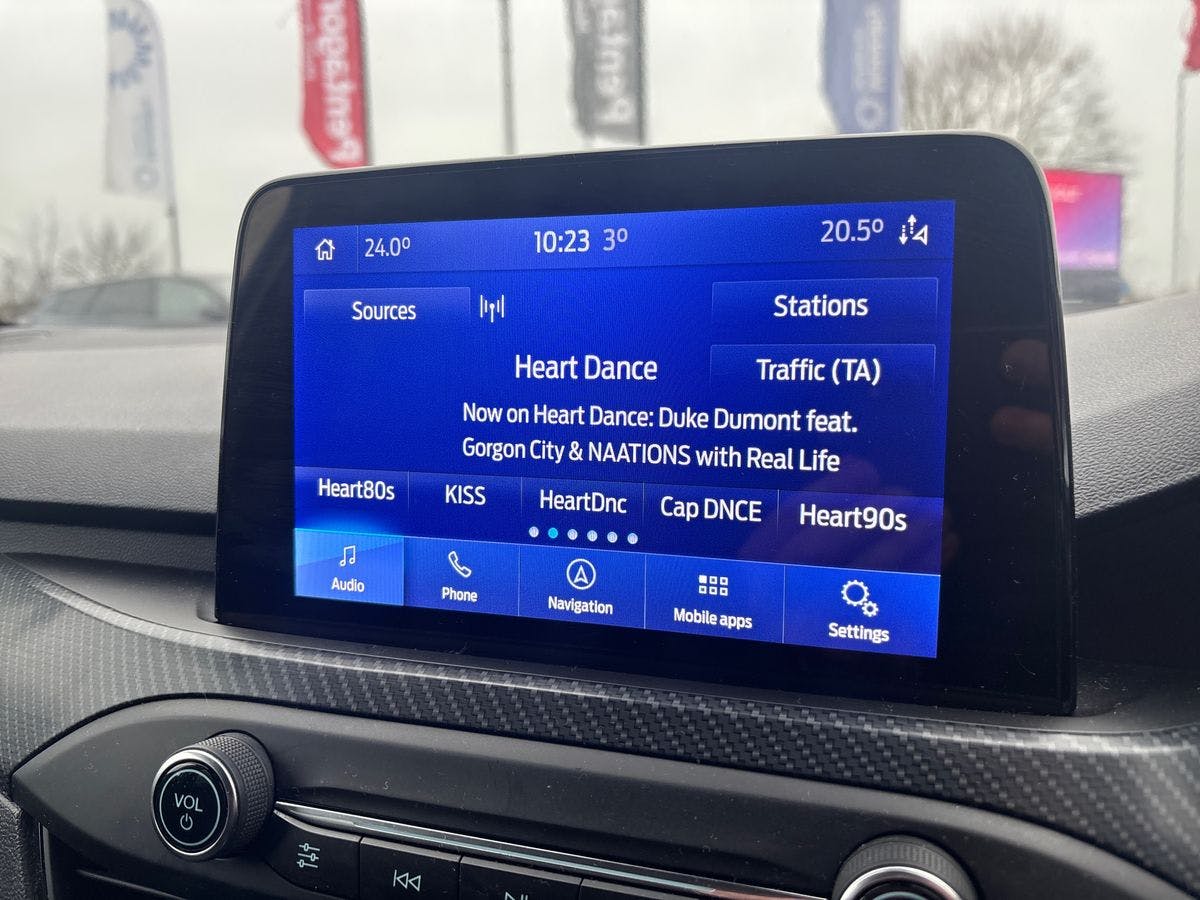 24.0°
10:23 3°
20.5°
Sources
Stations
Heart Dance
Traffic (TA)
Now on Heart Dance: Duke Dumont feat.
Gorgon City & NAATIONS with Real Life
Heart80s
KISS
HeartDnc
Cap DNCE
Heart90s
Audio
Phone
Navigation
Mobile apps
Settings
VOL